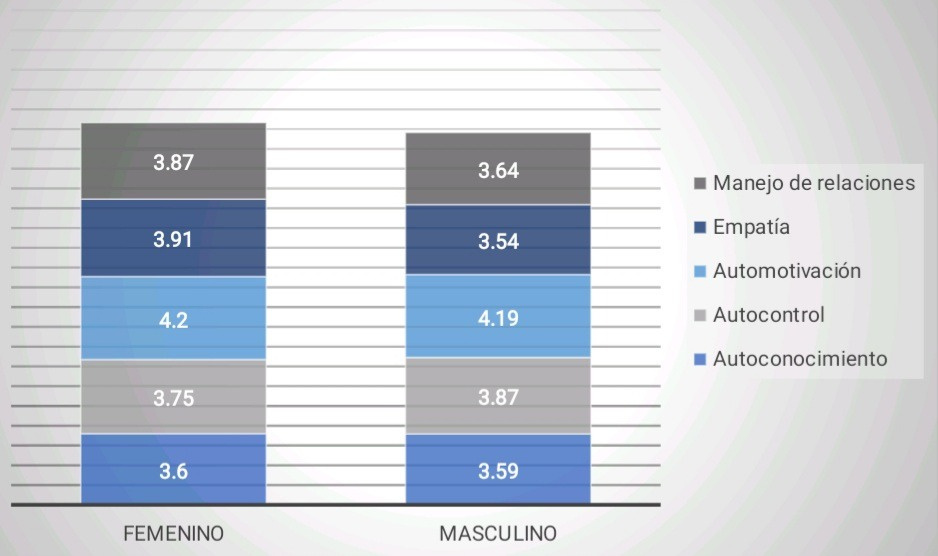 3.87
3.91
4.2
3.75
3.6
FEMENINO
3.64
3.54
4.19
3.87
3.59
MASCULINO
Manejo de relaciones
Empatía
Automotivación
Autocontrol
Autoconocimiento